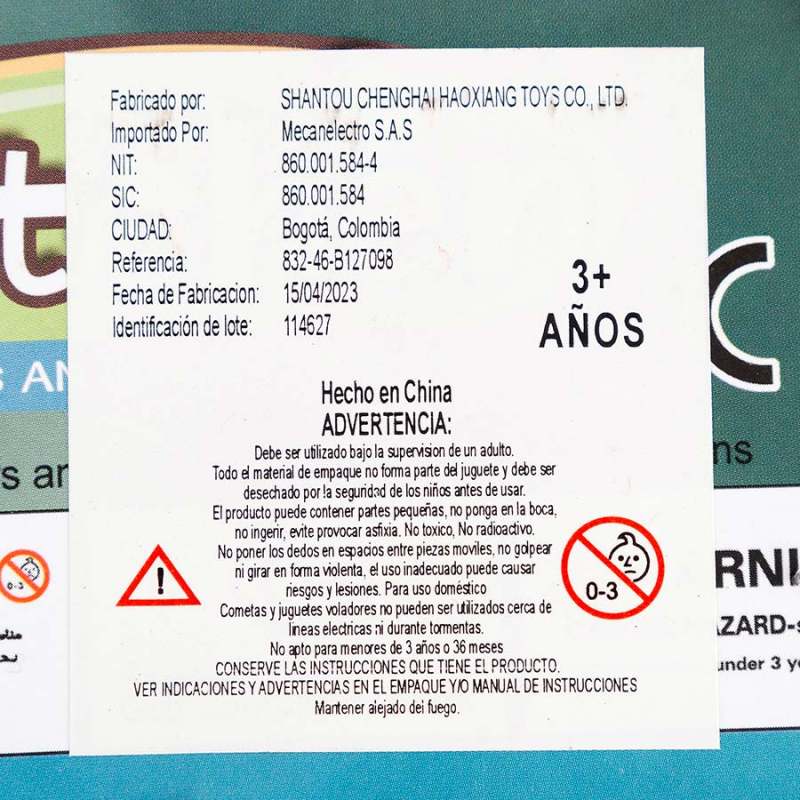 Fabricado por: SHANTOU CHENGHAI HAOXIANG TOYS CO., LTD.
Importado Por: Mecanelectro S.A.S
NIT: 860.001.584-4
SIC: 860.001.584
CIUDAD: Bogotá, Colombia
Referencia: 832-46-B127098
Fecha de Fabricacion: 15/04/2023
Identificación de lote: 114627
3+
AÑOS
Hecho en China
ADVERTENCIA:
Debe ser utilizado bajo la supervision de un adulto.
Todo el material de empaque no forma parte del juguete y debe ser
desechado por la seguridad de los niños antes de usar.
El producto puede contener partes pequeñas, no ponga en la boca,
no ingerir, evite provocar asfixia. No toxico, No radioactivo.
No poner los dedos en espacios entre piezas moviles, no golpear
ni girar en forma violenta, el uso inadecuado puede causar
riesgos y lesiones. Para uso doméstico
Cometas y juguetes voladores no pueden ser utilizados cerca de
lineas electricas ni durante tormentas.
No apto para menores de 3 años o 36 meses
CONSERVE LAS INSTRUCCIONES QUE TIENE EL PRODUCTO.
VER INDICACIONES Y ADVERTENCIAS EN EL EMPAQUE Y/O MANUAL DE INSTRUCCIONES
Mantener alejado del fuego.
!
0-3
t
C
S AN
s an
ns
0-3
RNI
AZARD-s
under 3 y